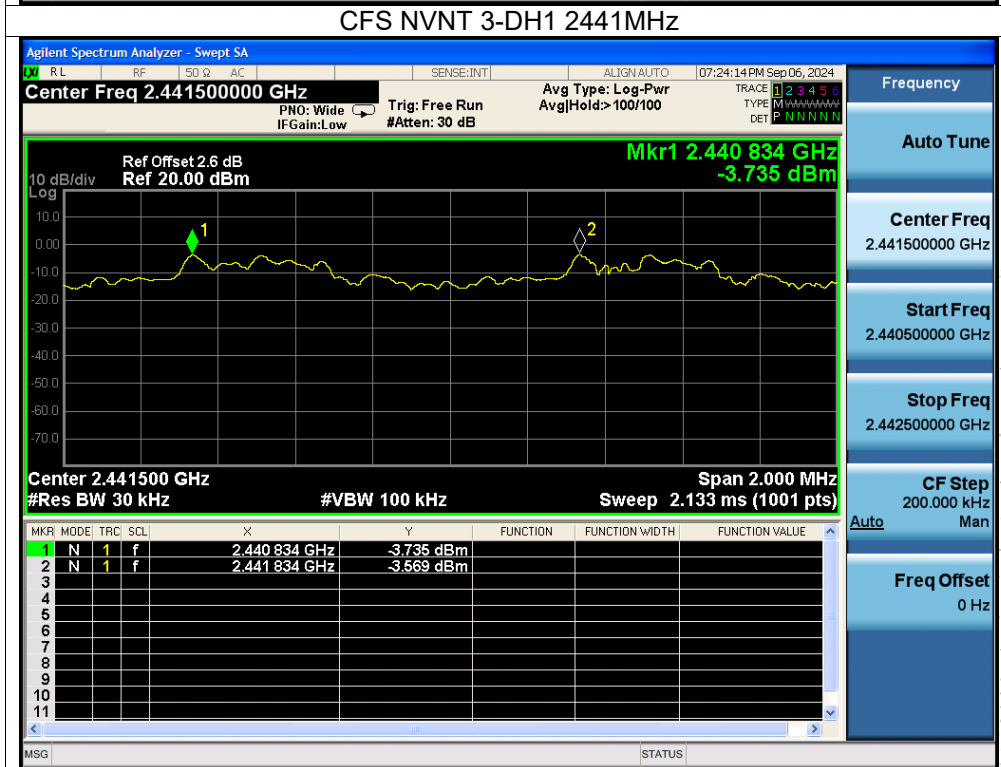 CFS NVNT 3-DH1 2441MHz
Agilent Spectrum Analyzer - Swept SA
LXI RL RF 50 Ω AC SENSE:INT ALIGN AUTO 07:24:14 PM Sep 06, 2024
Center Freq 2.441500000 GHz
PNO: Wide
IFGain:Low
Trig: Free Run
#Atten: 30 dB
Avg Type: Log-Pwr
Avg|Hold:>100/100
TRACE 1 2 3 4 5 6
TYPE M WWWWW
DET P N N N N N
Ref Offset 2.6 dB
Ref 20.00 dBm
10 dB/div
Log
Mkr1 2.440 834 GHz
-3.735 dBm
10.0
0.00
-10.0
-20.0
-30.0
-40.0
-50.0
-60.0
-70.0
1
2
Center 2.441500 GHz Span 2.000 MHz
#Res BW 30 kHz #VBW 100 kHz Sweep 2.133 ms (1001 pts)
MKR MODE TRC SCL X Y FUNCTION FUNCTION WIDTH FUNCTION VALUE
1 N 1 f 2.440 834 GHz -3.735 dBm
2 N 1 f 2.441 834 GHz -3.569 dBm
3
4
5
6
7
8
9
10
11
MSG STATUS
Frequency
Auto Tune
Center Freq
2.441500000 GHz
Start Freq
2.440500000 GHz
Stop Freq
2.442500000 GHz
CF Step
200.000 kHz
Auto Man
Freq Offset
0 Hz